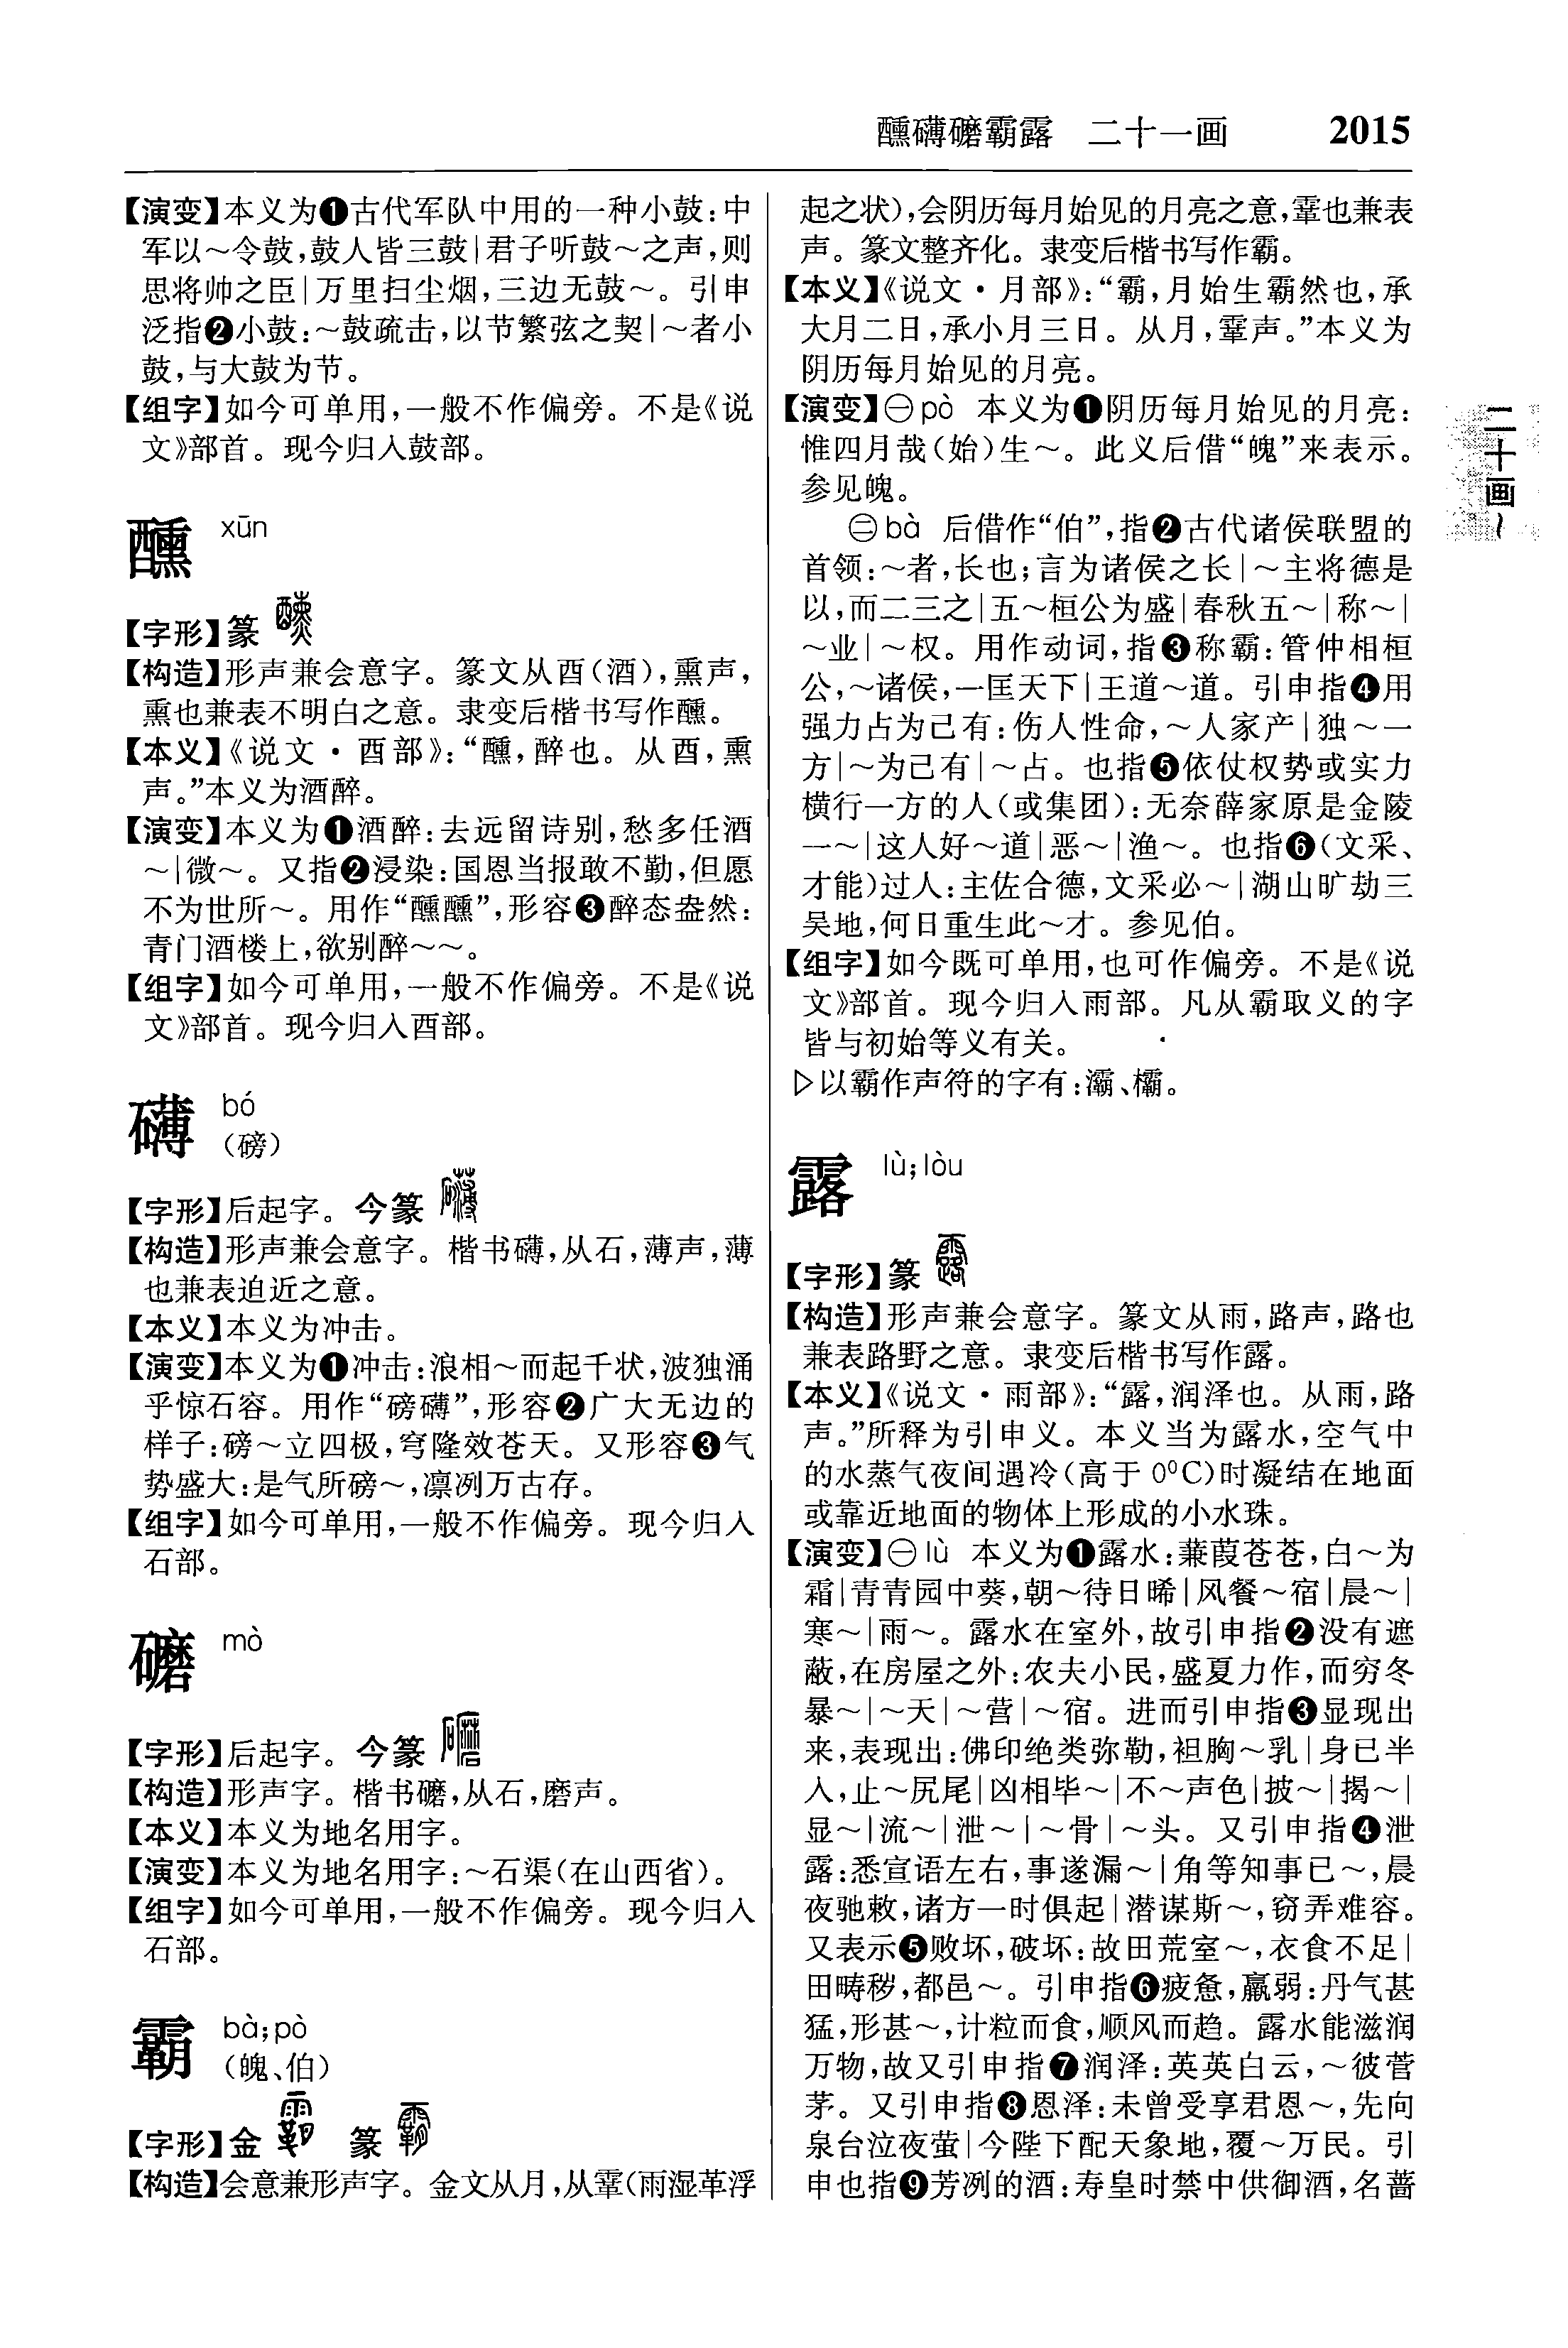 醺礴礳霸露 二十一画 2015
【演变】本义为❶古代军队中用的一种小鼓：中
军以～令鼓，鼓人皆三鼓｜君子听鼓～之声，则
思将帅之臣｜万里扫尘烟，三边无鼓～。引申
泛指❷小鼓：～鼓疏击，以节繁弦之契｜～者小
鼓，与大鼓为节。
【组字】如今可单用，一般不作偏旁。不是《说
文》部首。现今归入鼓部。
醺 xūn
【字形】篆
【构造】形声兼会意字。篆文从酉（酒），熏声，
熏也兼表不明白之意。隶变后楷书写作醺。
【本义】《说文·酉部》：“醺，醉也。从酉，熏
声。”本义为酒醉。
【演变】本义为❶酒醉：去远留诗别，愁多任酒
～｜微～。又指❷浸染：国恩当报敢不勤，但愿
不为世所～。用作“醺醺”，形容❸醉态盎然：
青门酒楼上，欲别醉～～。
【组字】如今可单用，一般不作偏旁。不是《说
文》部首。现今归入酉部。
礴 bó
（磅）
【字形】后起字。今篆
【构造】形声兼会意字。楷书礴，从石，薄声，薄
也兼表迫近之意。
【本义】本义为冲击。
【演变】本义为❶冲击：浪相～而起千状，波独涌
乎惊石容。用作“磅礴”，形容❷广大无边的
样子：磅～立四极，穹隆效苍天。又形容❸气
势盛大：是气所磅～，凛冽万古存。
【组字】如今可单用，一般不作偏旁。现今归入
石部。
礳 mò
【字形】后起字。今篆
【构造】形声字。楷书礳，从石，磨声。
【本义】本义为地名用字。
【演变】本义为地名用字：～石渠（在山西省）。
【组字】如今可单用，一般不作偏旁。现今归入
石部。
霸 bà；pò
（魄、伯）
【字形】金 篆
【构造】会意兼形声字。金文从月，从䨣（雨湿革浮
起之状），会阴历每月始见的月亮之意，䨣也兼表
声。篆文整齐化。隶变后楷书写作霸。
【本义】《说文·月部》：“霸，月始生霸然也，承
大月二日，承小月三日。从月，䨣声。”本义为
阴历每月始见的月亮。
【演变】㊀pò 本义为❶阴历每月始见的月亮：
惟四月哉（始）生～。此义后借“魄”来表示。
参见魄。
㊁bà 后借作“伯”，指❷古代诸侯联盟的
首领：～者，长也；言为诸侯之长｜～主将德是
以，而二三之｜五～桓公为盛｜春秋五～｜称～｜
～业｜～权。用作动词，指❸称霸：管仲相桓
公，～诸侯，一匡天下｜王道～道。引申指❹用
强力占为己有：伤人性命，～人家产｜独～一
方｜～为己有｜～占。也指❺依仗权势或实力
横行一方的人（或集团）：无奈薛家原是金陵
一～｜这人好～道｜恶～｜渔～。也指❻（文采、
才能）过人：主佐合德，文采必～｜湖山旷劫三
吴地，何日重生此～才。参见伯。
【组字】如今既可单用，也可作偏旁。不是《说
文》部首。现今归入雨部。凡从霸取义的字
皆与初始等义有关。
▷以霸作声符的字有：灞、欛。
露 lù；lòu
【字形】篆
【构造】形声兼会意字。篆文从雨，路声，路也
兼表路野之意。隶变后楷书写作露。
【本义】《说文·雨部》：“露，润泽也。从雨，路
声。”所释为引申义。本义当为露水，空气中
的水蒸气夜间遇冷（高于0℃）时凝结在地面
或靠近地面的物体上形成的小水珠。
【演变】㊀lù 本义为❶露水：蒹葭苍苍，白～为
霜｜青青园中葵，朝～待日晞｜风餐～宿｜晨～｜
寒～｜雨～。露水在室外，故引申指❷没有遮
蔽，在房屋之外：农夫小民，盛夏力作，而穷冬
暴～｜～天｜～营｜～宿。进而引申指❸显现出
来，表现出：佛印绝类弥勒，袒胸～乳｜身已半
入，止～尻尾｜凶相毕～｜不～声色｜披～｜揭～｜
显～｜流～｜泄～｜～骨｜～头。又引申指❹泄
露：悉宣语左右，事遂漏～｜角等知事已～，晨
夜驰敕，诸方一时俱起｜潜谋斯～，窃弄难容。
又表示❺败坏，破坏：故田荒室～，衣食不足｜
田畴秽，都邑～。引申指❻疲惫，羸弱：丹气甚
猛，形甚～，计粒而食，顺风而趋。露水能滋润
万物，故又引申指❼润泽：英英白云，～彼菅
茅。又引申指❽恩泽：未曾受享君恩～，先向
泉台泣夜萤｜今陛下配天象地，覆～万民。引
申也指❾芳冽的酒：寿皇时禁中供御酒，名蔷
二十画～